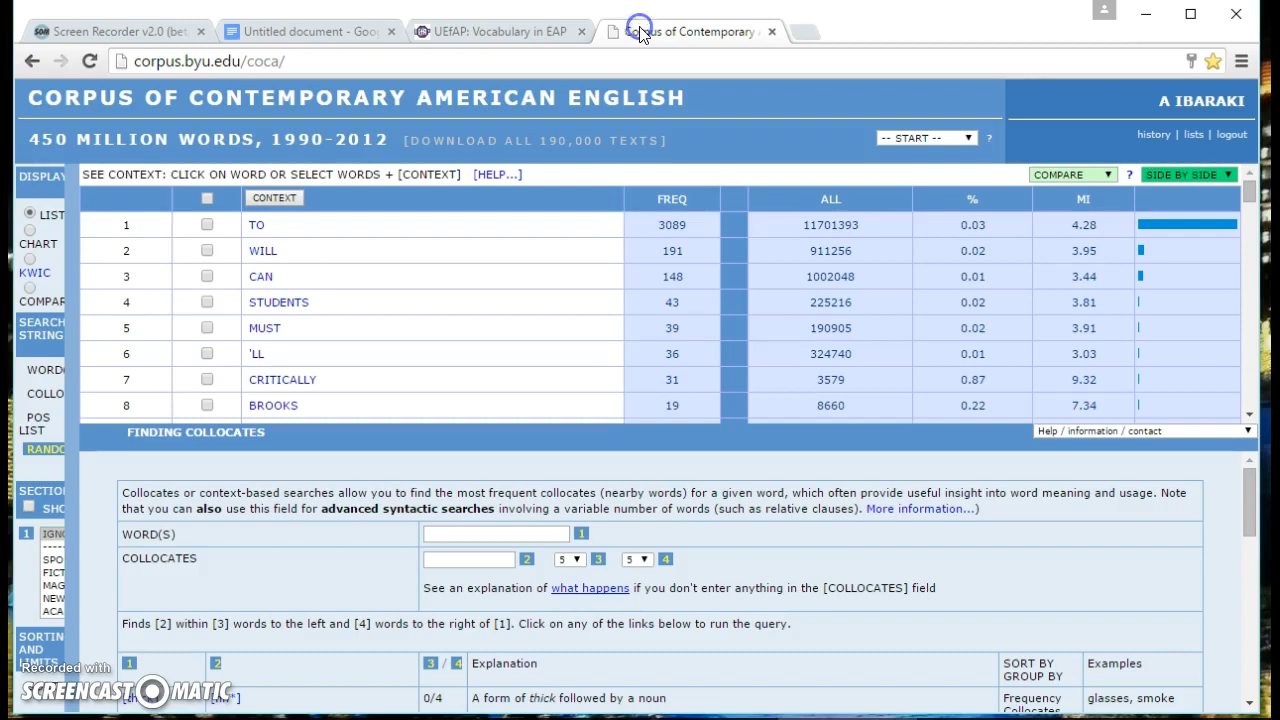 Screen Recorder v2.0 (bet
Untitled document - Goog
UEfAP: Vocabulary in EAP
Corpus of Contemporary
corpus.byu.edu/coca/
CORPUS OF CONTEMPORARY AMERICAN ENGLISH
A IBARAKI
450 MILLION WORDS, 1990-2012 [DOWNLOAD ALL 190,000 TEXTS]
-- START -- ?
history | lists | logout
DISPLAY
SEE CONTEXT: CLICK ON WORD OR SELECT WORDS + [CONTEXT] [HELP...]
COMPARE ? SIDE BY SIDE
CONTEXT FREQ ALL % MI
1 TO 3089 11701393 0.03 4.28
2 WILL 191 911256 0.02 3.95
3 CAN 148 1002048 0.01 3.44
4 STUDENTS 43 225216 0.02 3.81
5 MUST 39 190905 0.02 3.91
6 'LL 36 324740 0.02 3.03
7 CRITICALLY 31 3579 0.87 9.32
8 BROOKS 19 8660 0.22 7.34
LIST
CHART
KWIC
COMPAR
SEARCH
STRING
WORD
COLLO
POS
LIST
RANDO
SECTIO
SHO
1 IGNO
-----
SPO
FICT
MAG
NEW
ACA
SORTIN
AND
LIMITS
FINDING COLLOCATES
Help / information / contact
Collocates or context-based searches allow you to find the most frequent collocates (nearby words) for a given word, which often provide useful insight into word meaning and usage. Note
that you can also use this field for advanced syntactic searches involving a variable number of words (such as relative clauses). More information...)
WORD(S) 1
COLLOCATES 2 5 3 5 4
See an explanation of what happens if you don't enter anything in the [COLLOCATES] field
Finds [2] within [3] words to the left and [4] words to the right of [1]. Click on any of the links below to run the query.
1 2 3 / 4 Explanation SORT BY Examples
GROUP BY
0/4 A form of thick followed by a noun Frequency glasses, smoke
Collocates
Recorded with
SCREENCAST MATIC